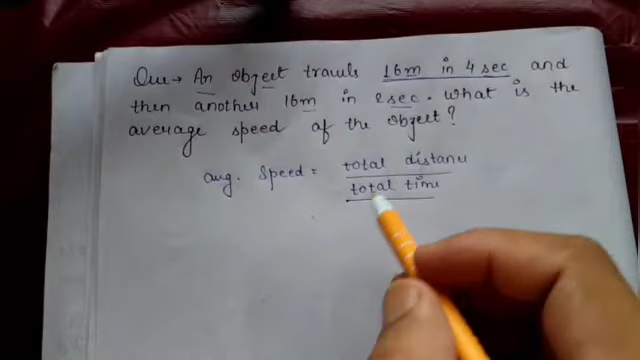 Que → An object travels 16m in 4 sec and
then another 16m in 2sec. What is the
average speed of the object?
avg. speed = total distance
total time